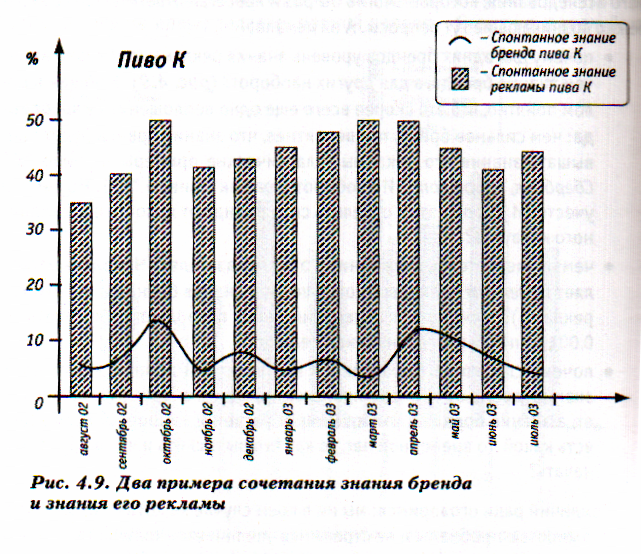 – Спонтанное знание
бренда пива К
– Спонтанное знание
рекламы пива К
Пиво К
%
50
40
30
20
10
0
август 02
сентябрь 02
октябрь 02
ноябрь 02
декабрь 02
январь 03
февраль 03
март 03
апрель 03
май 03
июнь 03
июль 03
Рис. 4.9. Два примера сочетания знания бренда
и знания его рекламы